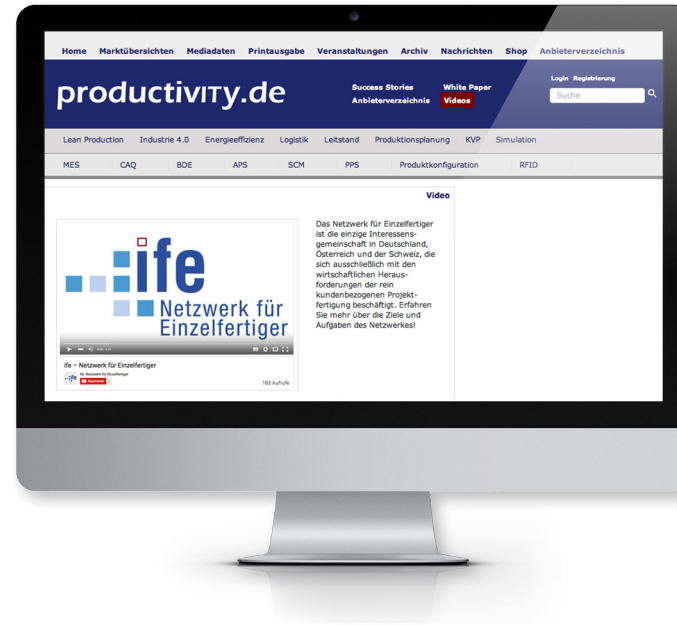 Home Marktübersichten Mediadaten Printausgabe Veranstaltungen Archiv Nachrichten Shop Anbieterverzeichnis
Login Registrierung
productivity.de
Success Stories White Paper
Anbieterverzeichnis Videos
Suche
Lean Production Industrie 4.0 Energieeffizienz Logistik Leitstand Produktionsplanung KVP Simulation
MES CAQ BDE APS SCM PPS Produktkonfiguration RFID
Video
ife
Netzwerk für
Einzelfertiger
ife – Netzwerk für Einzelfertiger
ife Netzwerk für Einzelfertiger
183 Aufrufe
Das Netzwerk für Einzelfertiger
ist die einzige Interessens-
gemeinschaft in Deutschland,
Österreich und der Schweiz, die
sich ausschließlich mit den
wirtschaftlichen Heraus-
forderungen der rein
kundenbezogenen Projekt-
fertigung beschäftigt. Erfahren
Sie mehr über die Ziele und
Aufgaben des Netzwerkes!